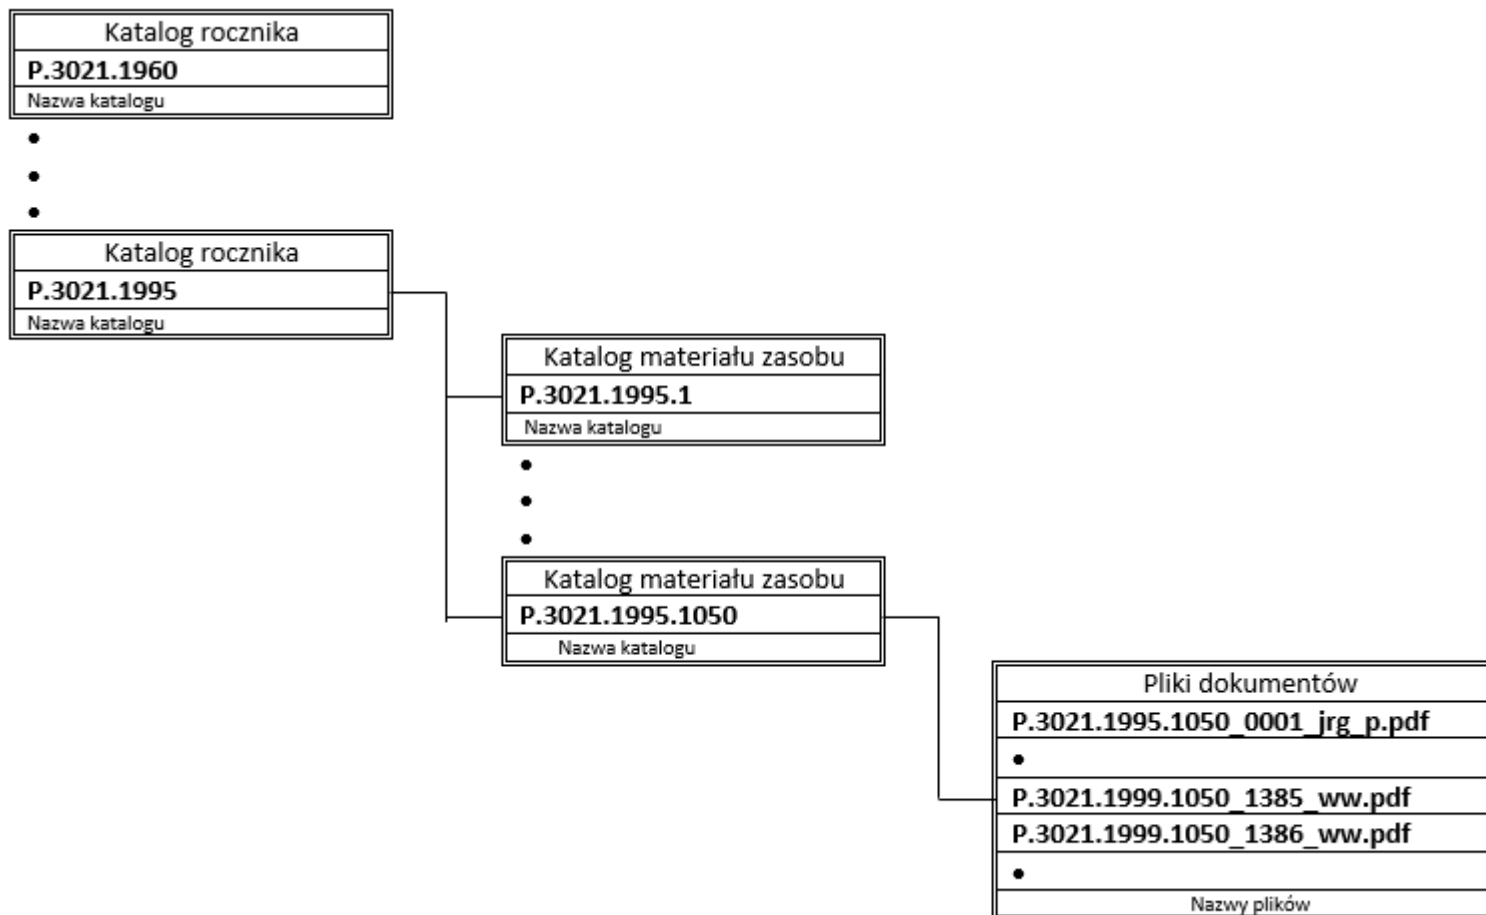 Katalog rocznika
P.3021.1960
Nazwa katalogu
•
•
•
Katalog rocznika
P.3021.1995
Nazwa katalogu
Katalog materiału zasobu
P.3021.1995.1
Nazwa katalogu
•
•
•
Katalog materiału zasobu
P.3021.1995.1050
Nazwa katalogu
Pliki dokumentów
P.3021.1995.1050_0001_jrg_p.pdf
•
P.3021.1999.1050_1385_ww.pdf
P.3021.1999.1050_1386_ww.pdf
•
Nazwy plików